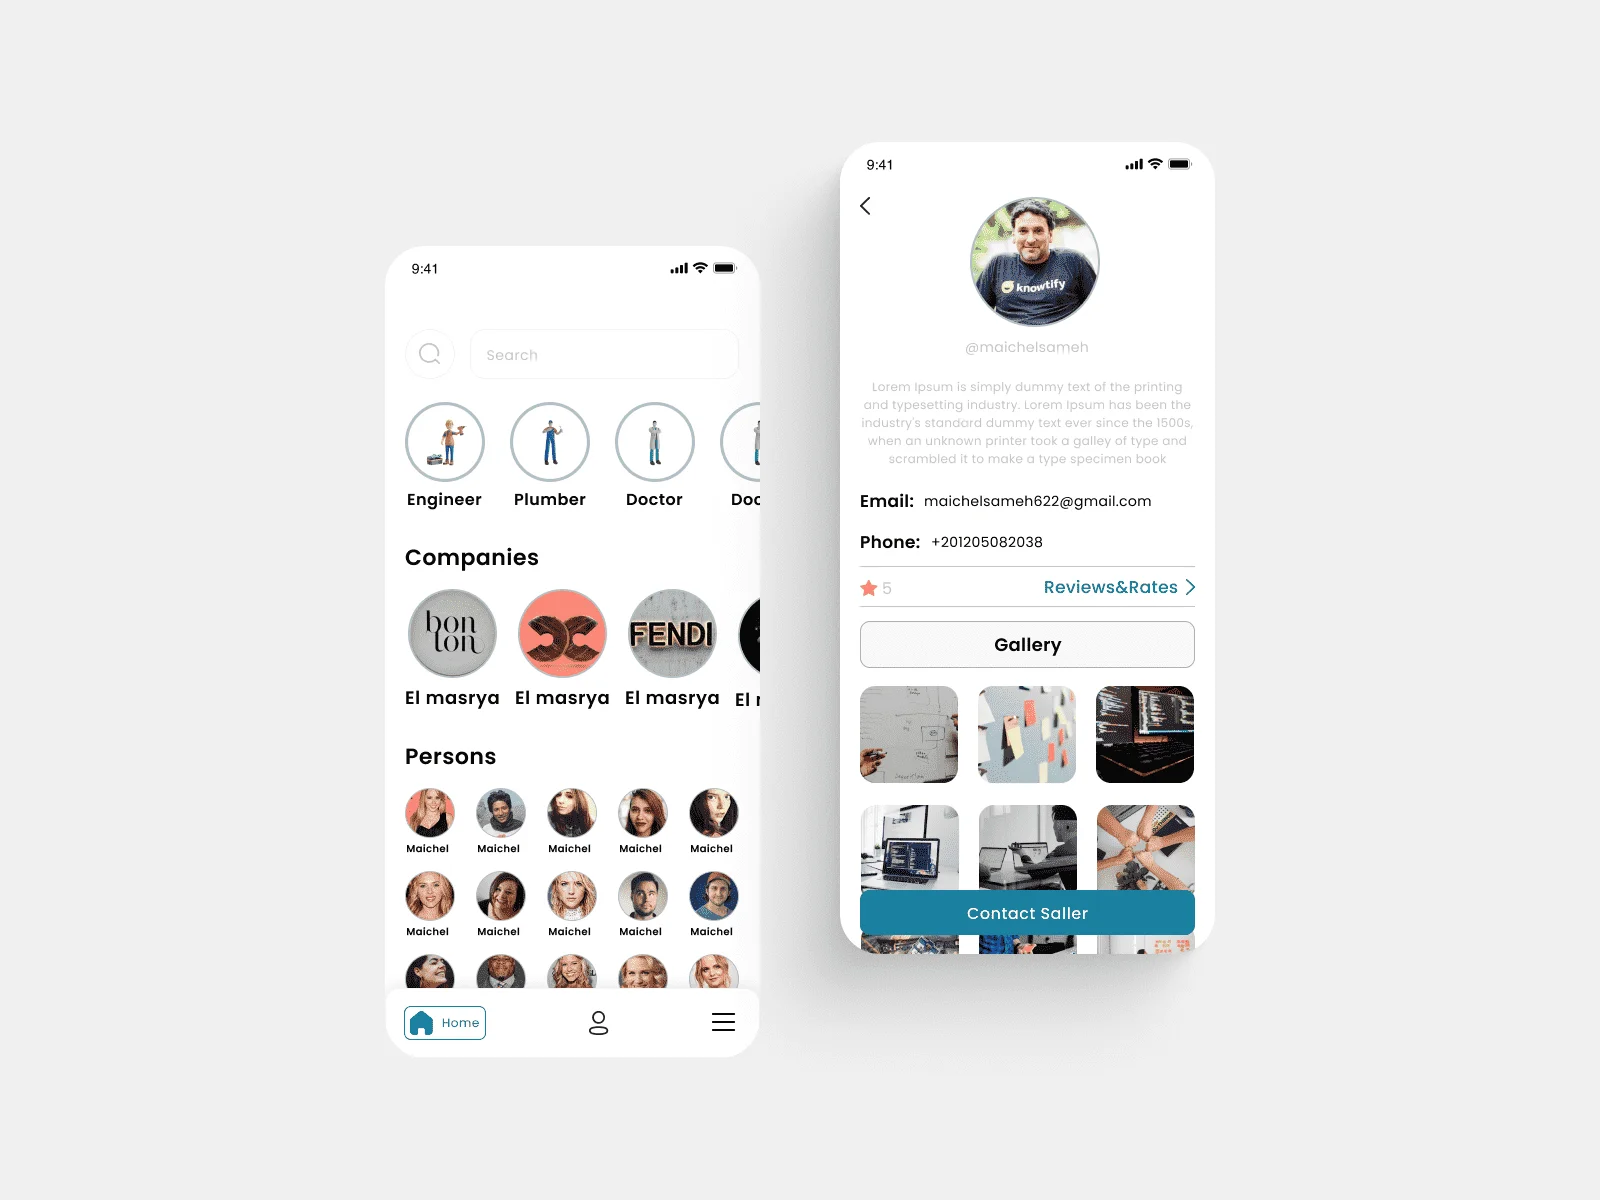 9:41
Search
Engineer Plumber Doctor Doc
Companies
bon ton
FENDI
El masrya El masrya El masrya El
Persons
Maichel Maichel Maichel Maichel Maichel
Maichel Maichel Maichel Maichel Maichel
Home
9:41
knowtify
@maichelsameh
Lorem Ipsum is simply dummy text of the printing
and typesetting industry. Lorem Ipsum has been the
industry's standard dummy text ever since the 1500s,
when an unknown printer took a galley of type and
scrambled it to make a type specimen book
Email: maichelsameh622@gmail.com
Phone: +201205082038
5 Reviews&Rates
Gallery
Contact Saller